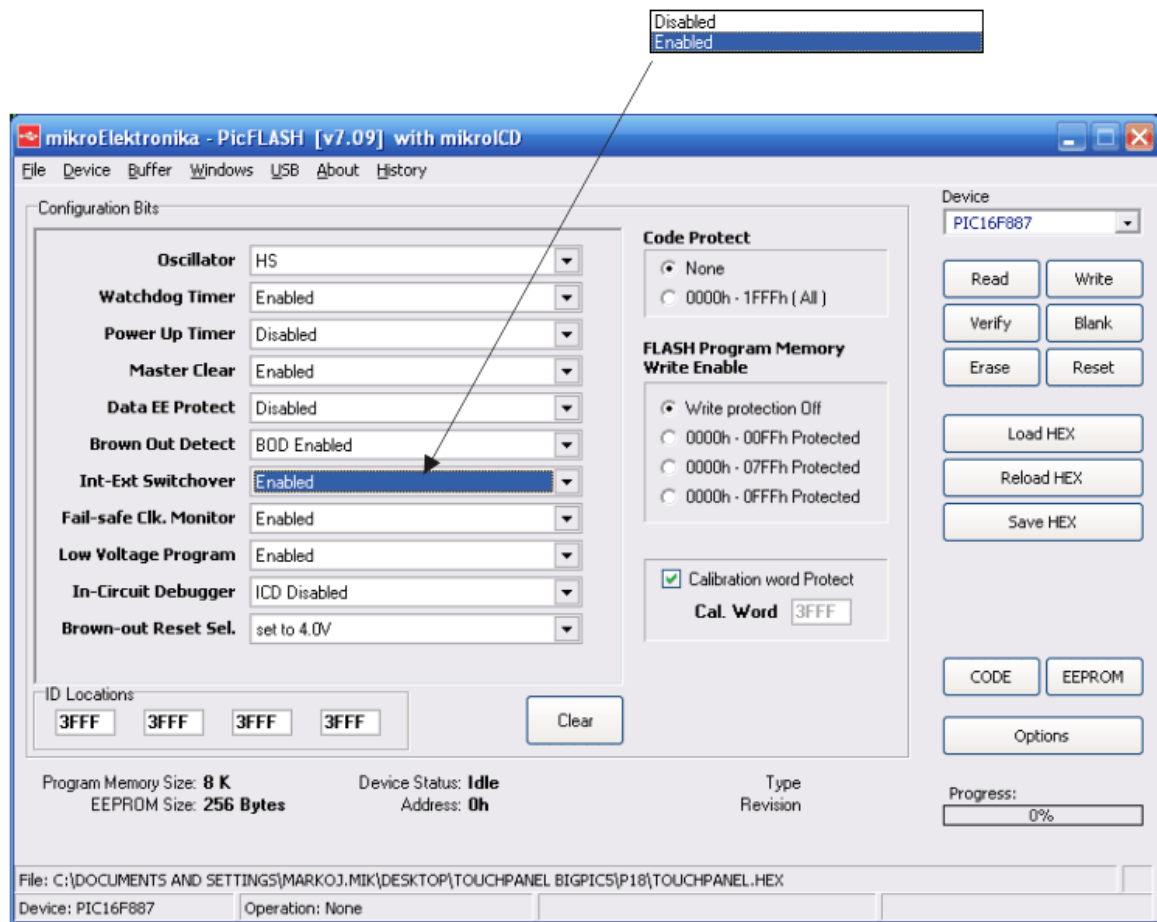 Disabled
Enabled
mikroElektronika - PicFLASH [v7.09] with mikroICD
File Device Buffer Windows USB About History
Configuration Bits
Oscillator HS
Watchdog Timer Enabled
Power Up Timer Disabled
Master Clear Enabled
Data EE Protect Disabled
Brown Out Detect BOD Enabled
Int-Ext Switchover Enabled
Fail-safe Clk. Monitor Enabled
Low Voltage Program Enabled
In-Circuit Debugger ICD Disabled
Brown-out Reset Sel. set to 4.0V
ID Locations
3FFF 3FFF 3FFF 3FFF
Clear
Code Protect
None
0000h - 1FFFh ( All )
FLASH Program Memory
Write Enable
Write protection Off
0000h - 00FFh Protected
0000h - 07FFh Protected
0000h - 0FFFh Protected
Calibration word Protect
Cal. Word 3FFF
Device
PIC16F887
Read Write
Verify Blank
Erase Reset
Load HEX
Reload HEX
Save HEX
CODE EEPROM
Options
Program Memory Size: 8 K Device Status: Idle Type
EEPROM Size: 256 Bytes Address: 0h Revision
Progress:
0%
File: C:\DOCUMENTS AND SETTINGS\MARKOJ.MIK\DESKTOP\TOUCHPANEL BIGPIC5\P18\TOUCHPANEL.HEX
Device: PIC16F887 Operation: None